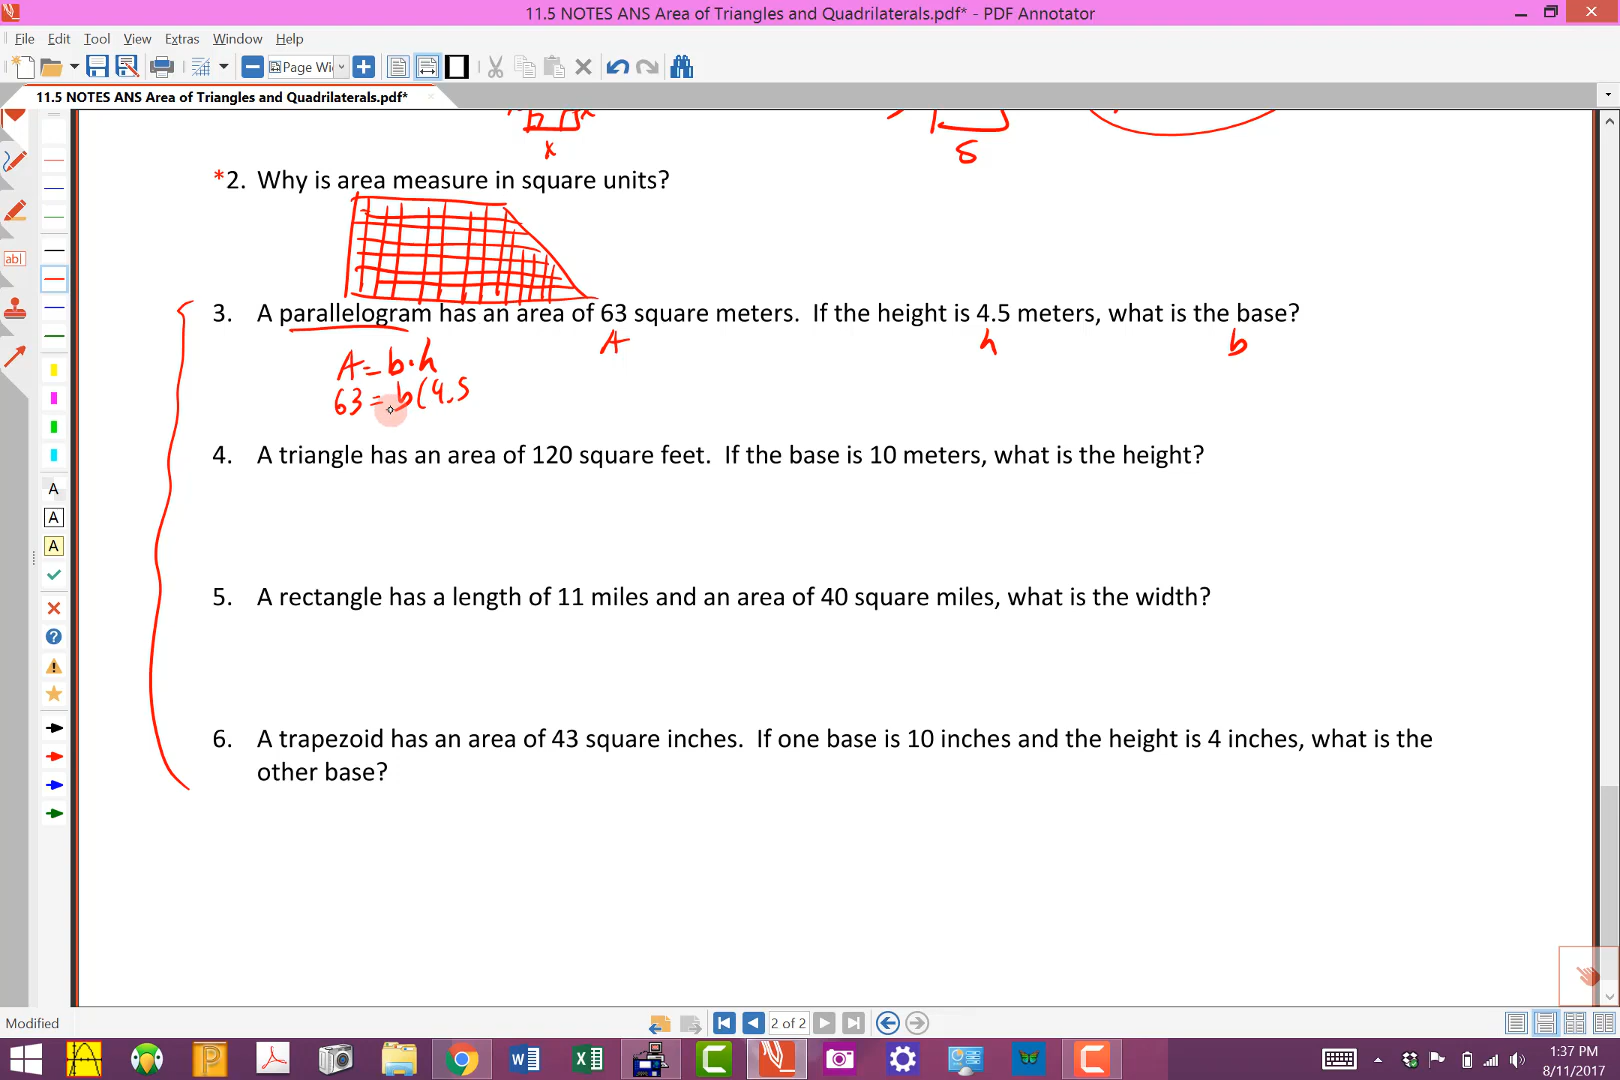 11.5 NOTES ANS Area of Triangles and Quadrilaterals.pdf* - PDF Annotator
File Edit Tool View Extras Window Help
Page Wi
11.5 NOTES ANS Area of Triangles and Quadrilaterals.pdf*
x
*2. Why is area measure in square units?
3. A parallelogram has an area of 63 square meters. If the height is 4.5 meters, what is the base?
A h b
A = b · h
63 = b(4.5
4. A triangle has an area of 120 square feet. If the base is 10 meters, what is the height?
5. A rectangle has a length of 11 miles and an area of 40 square miles, what is the width?
6. A trapezoid has an area of 43 square inches. If one base is 10 inches and the height is 4 inches, what is the
other base?
ab|
A
A
A
Modified
2 of 2
1:37 PM
8/11/2017